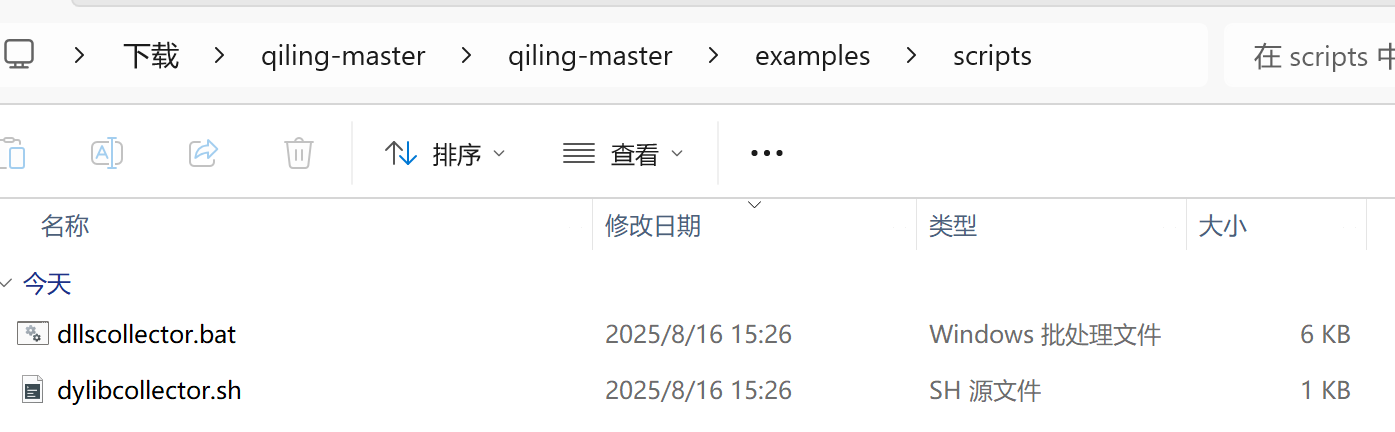 下载 > qiling-master > qiling-master > examples > scripts 在 scripts 中
排序 查看 •••
名称 修改日期 类型 大小
今天
dllscollector.bat 2025/8/16 15:26 Windows 批处理文件 6 KB
dylibcollector.sh 2025/8/16 15:26 SH 源文件 1 KB